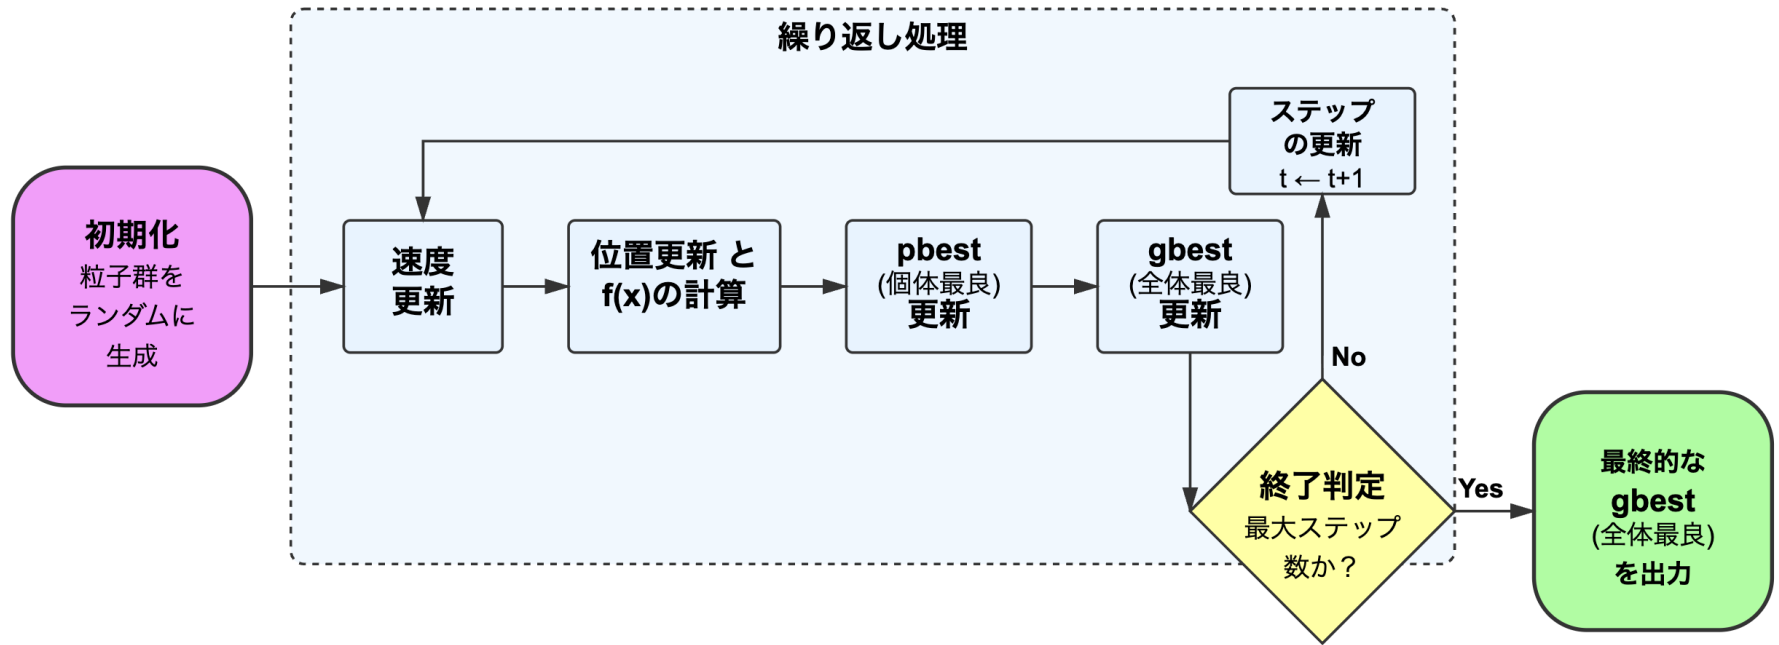 繰り返し処理
初期化
粒子群を
ランダムに
生成
速度
更新
位置更新 と
f(x)の計算
pbest
(個体最良)
更新
gbest
(全体最良)
更新
ステップ
の更新
t ← t+1
No
終了判定
最大ステップ
数か？
Yes
最終的な
gbest
(全体最良)
を出力